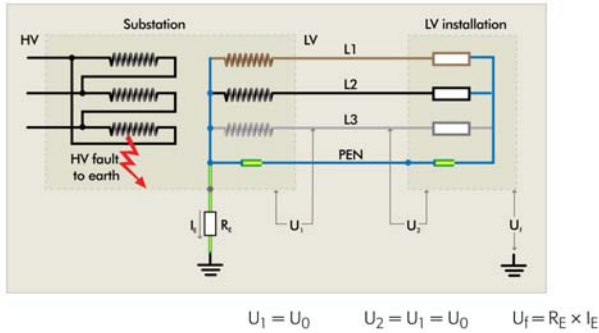 Substation
LV installation
HV
LV
L1
L2
L3
PEN
HV fault
to earth
IE
RE
U1
U2
Uf
U1 = U0
U2 = U1 = U0
Uf = RE × IE